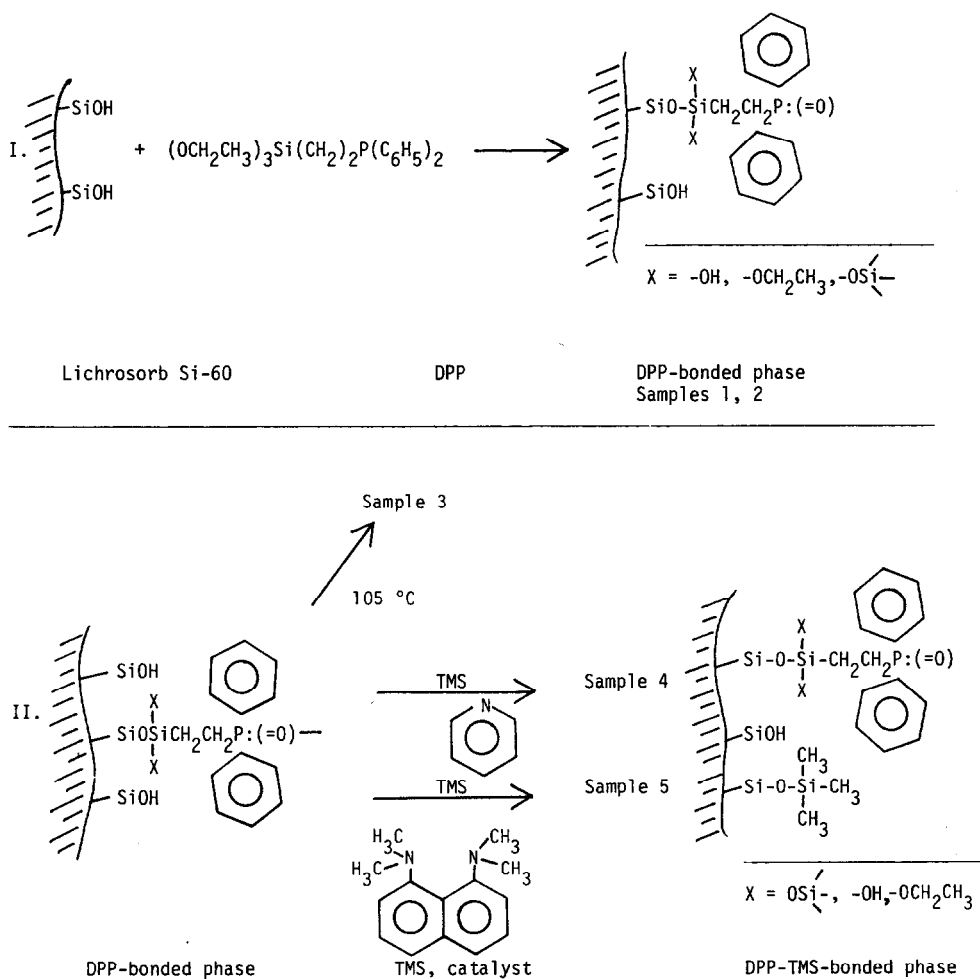 SiOH
X
I. + (OCH₂CH₃)₃Si(CH₂)₂P(C₆H₅)₂ SiO-SiCH₂CH₂P:(=O)
X
SiOH SiOH
X = -OH, -OCH₂CH₃,-OSi-
Lichrosorb Si-60 DPP DPP-bonded phase
Samples 1, 2
Sample 3
105 °C
SiOH X
X TMS Sample 4 Si-O-Si-CH₂CH₂P:(=O)
II. SiOSiCH₂CH₂P:(=O)— N X
X SiOH
SiOH TMS Sample 5 CH₃
Si-O-Si-CH₃
CH₃
H₃C CH₃
H₃C N N CH₃
X = OSi-, -OH,-OCH₂CH₃
DPP-bonded phase TMS, catalyst DPP-TMS-bonded phase